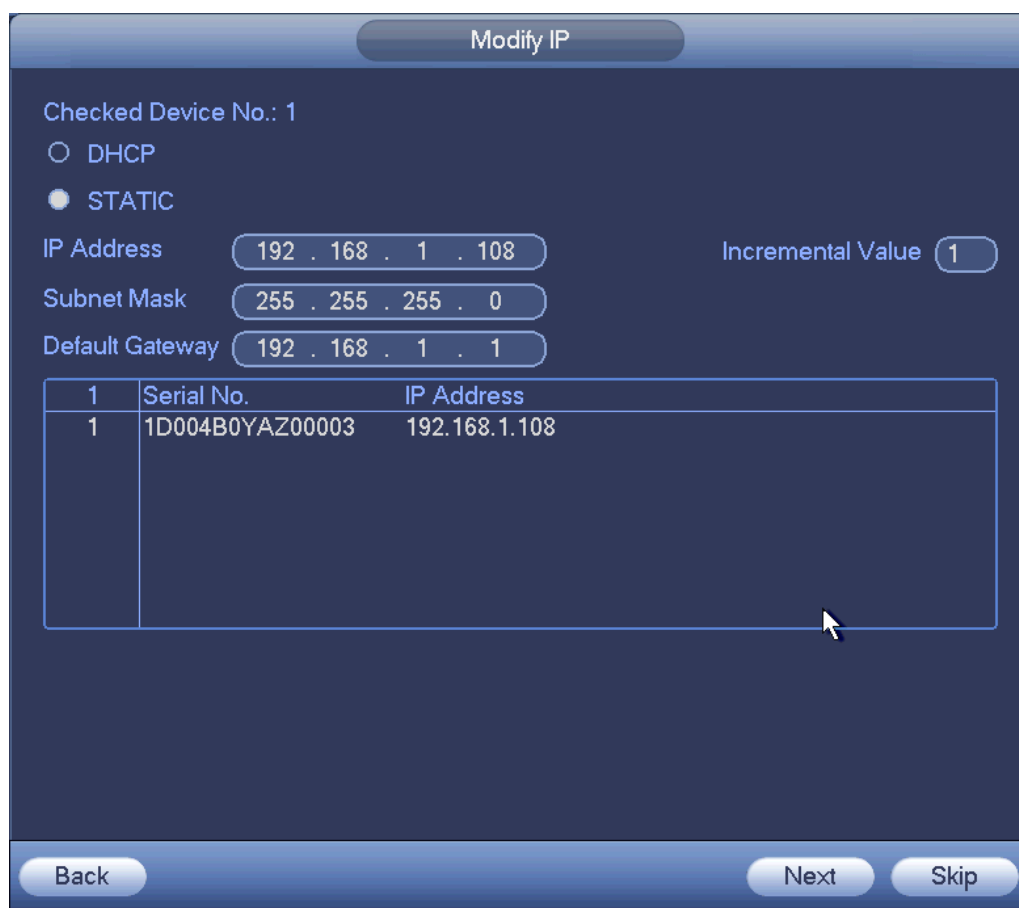 Modify IP
Checked Device No.: 1
DHCP
STATIC
IP Address 192 . 168 . 1 . 108 Incremental Value 1
Subnet Mask 255 . 255 . 255 . 0
Default Gateway 192 . 168 . 1 . 1
1 Serial No. IP Address
1 1D004B0YAZ00003 192.168.1.108
Back Next Skip